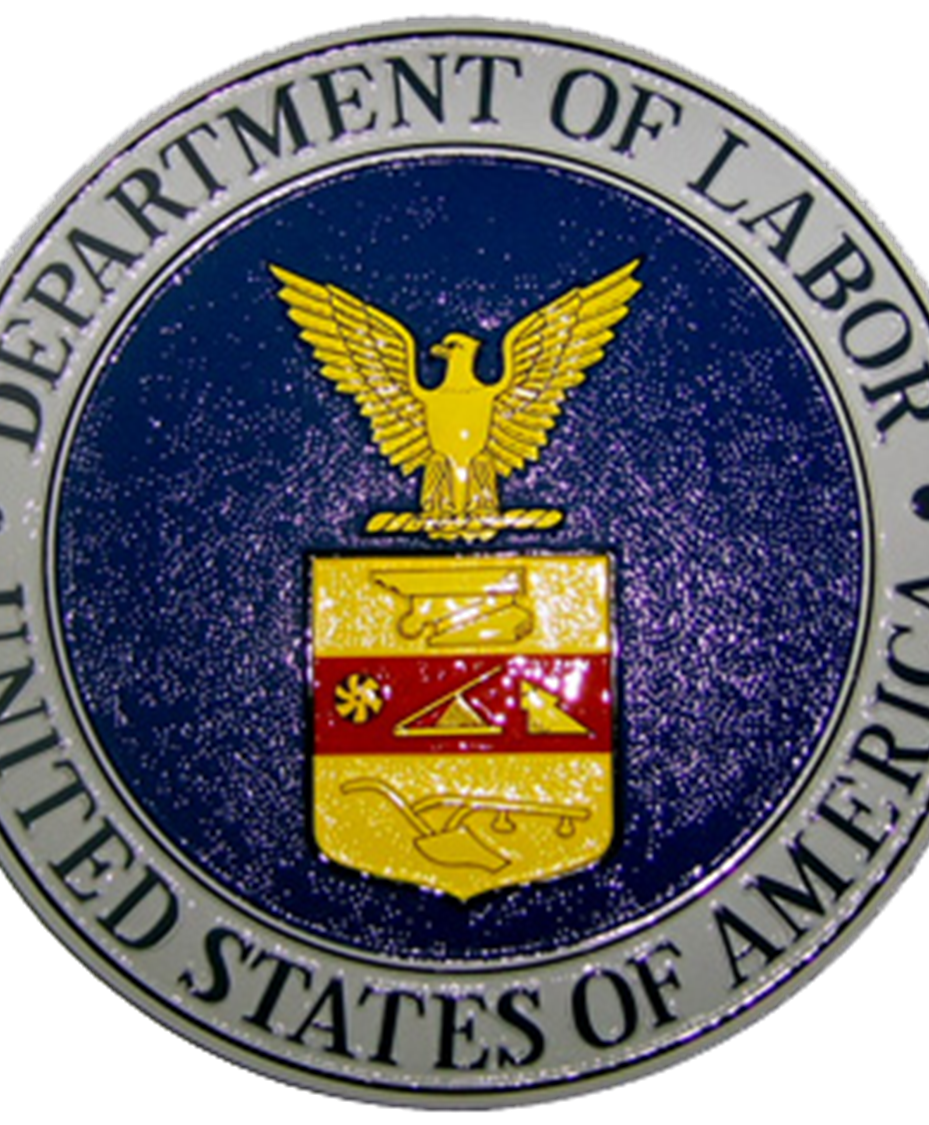 DEPARTMENT OF LABOR
UNITED STATES OF AMERICA